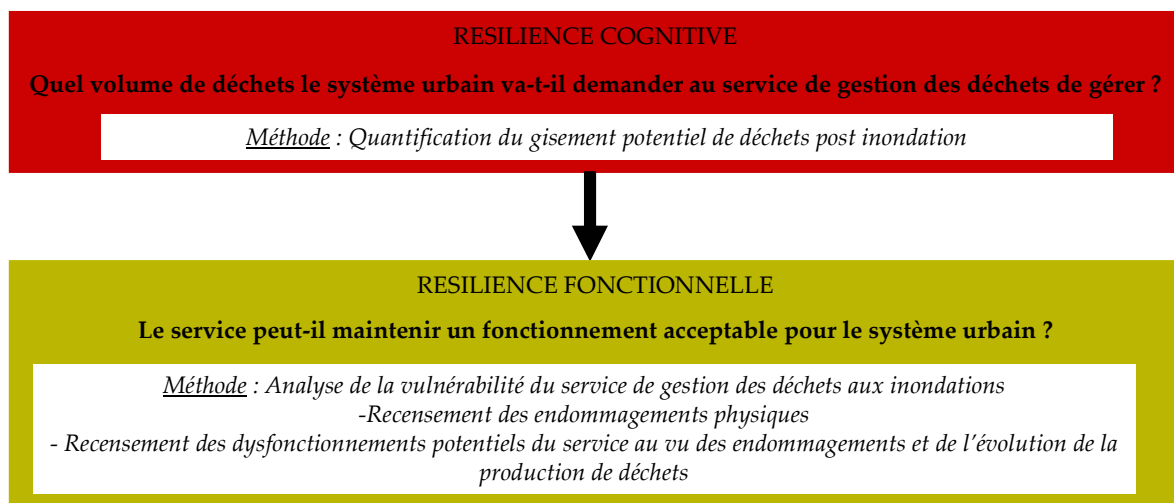 RESILIENCE COGNITIVE
Quel volume de déchets le système urbain va-t-il demander au service de gestion des déchets de gérer ?
Méthode : Quantification du gisement potentiel de déchets post inondation
RESILIENCE FONCTIONNELLE
Le service peut-il maintenir un fonctionnement acceptable pour le système urbain ?
Méthode : Analyse de la vulnérabilité du service de gestion des déchets aux inondations
-Recensement des endommagements physiques
- Recensement des dysfonctionnements potentiels du service au vu des endommagements et de l'évolution de la
production de déchets